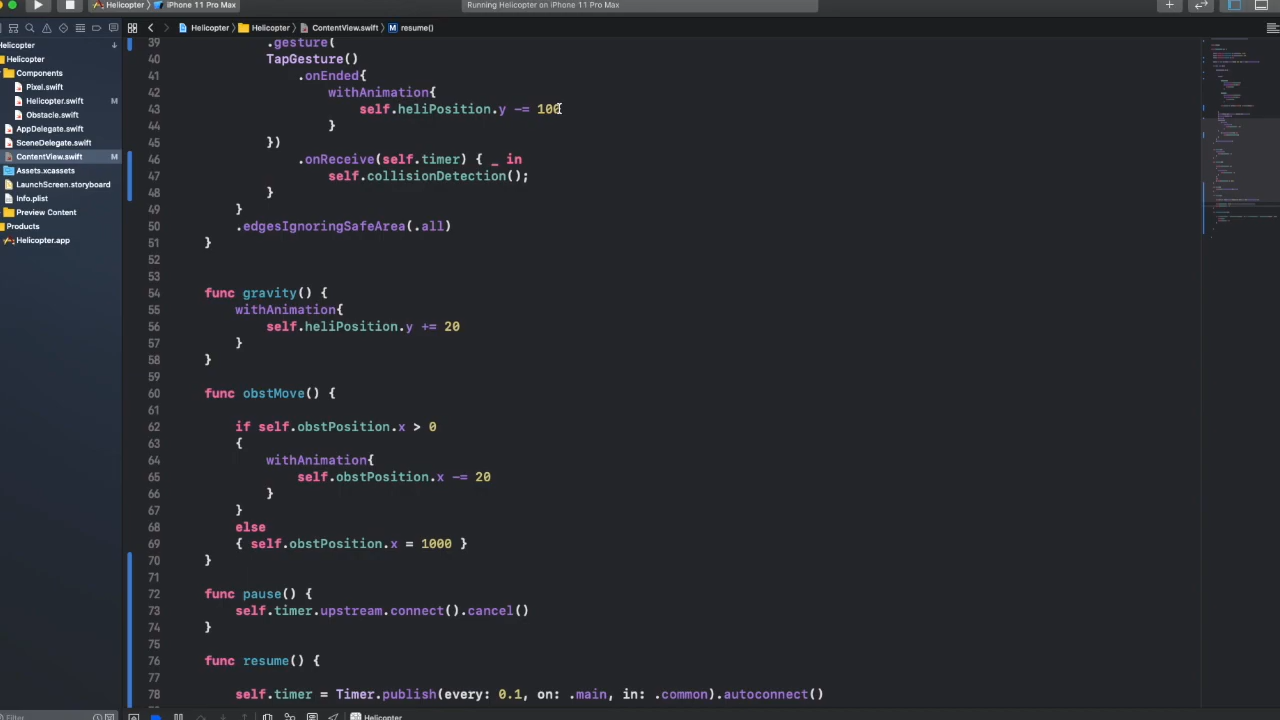 Helicopter
iPhone 11 Pro Max
Running Helicopter on iPhone 11 Pro Max
Helicopter
Helicopter
ContentView.swift
M
resume()
Helicopter
Helicopter
Components
Pixel.swift
Helicopter.swift M
Obstacle.swift
AppDelegate.swift
SceneDelegate.swift
ContentView.swift M
Assets.xcassets
LaunchScreen.storyboard
Info.plist
Preview Content
Products
Helicopter.app
39 .gesture(
40 TapGesture()
41 .onEnded{
42 withAnimation{
43 self.heliPosition.y -= 100
44 }
45 })
46 .onReceive(self.timer) { _ in
47 self.collisionDetection();
48 }
49 }
50 .edgesIgnoringSafeArea(.all)
51 }
52
53
54 func gravity() {
55 withAnimation{
56 self.heliPosition.y += 20
57 }
58 }
59
60 func obstMove() {
61
62 if self.obstPosition.x > 0
63 {
64 withAnimation{
65 self.obstPosition.x -= 20
66 }
67 }
68 else
69 { self.obstPosition.x = 1000 }
70 }
71
72 func pause() {
73 self.timer.upstream.connect().cancel()
74 }
75
76 func resume() {
77
78 self.timer = Timer.publish(every: 0.1, on: .main, in: .common).autoconnect()
Filter
Helicopter